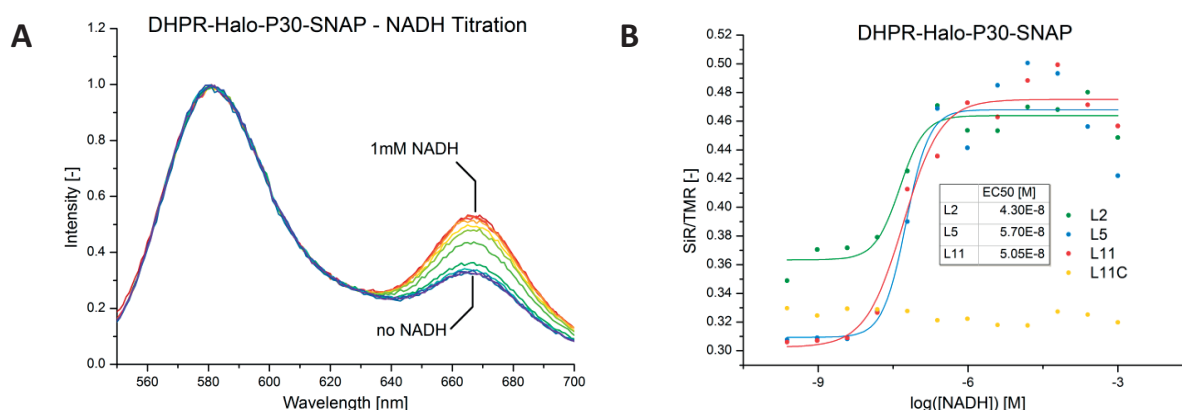 A
DHPR-Halo-P30-SNAP - NADH Titration
Intensity [-]
1.2
1.0
0.8
0.6
0.4
0.2
0.0
1mM NADH
no NADH
560 580 600 620 640 660 680 700
Wavelength [nm]
B
DHPR-Halo-P30-SNAP
SiR/TMR [-]
0.50
0.48
0.46
0.44
0.42
0.40
0.38
0.36
0.34
0.32
0.30
EC50 [M]
L2 4.30E-8
L5 5.70E-8
L11 5.05E-8
L2
L5
L11
L11C
-9 -6 -3
log([NADH]) [M]